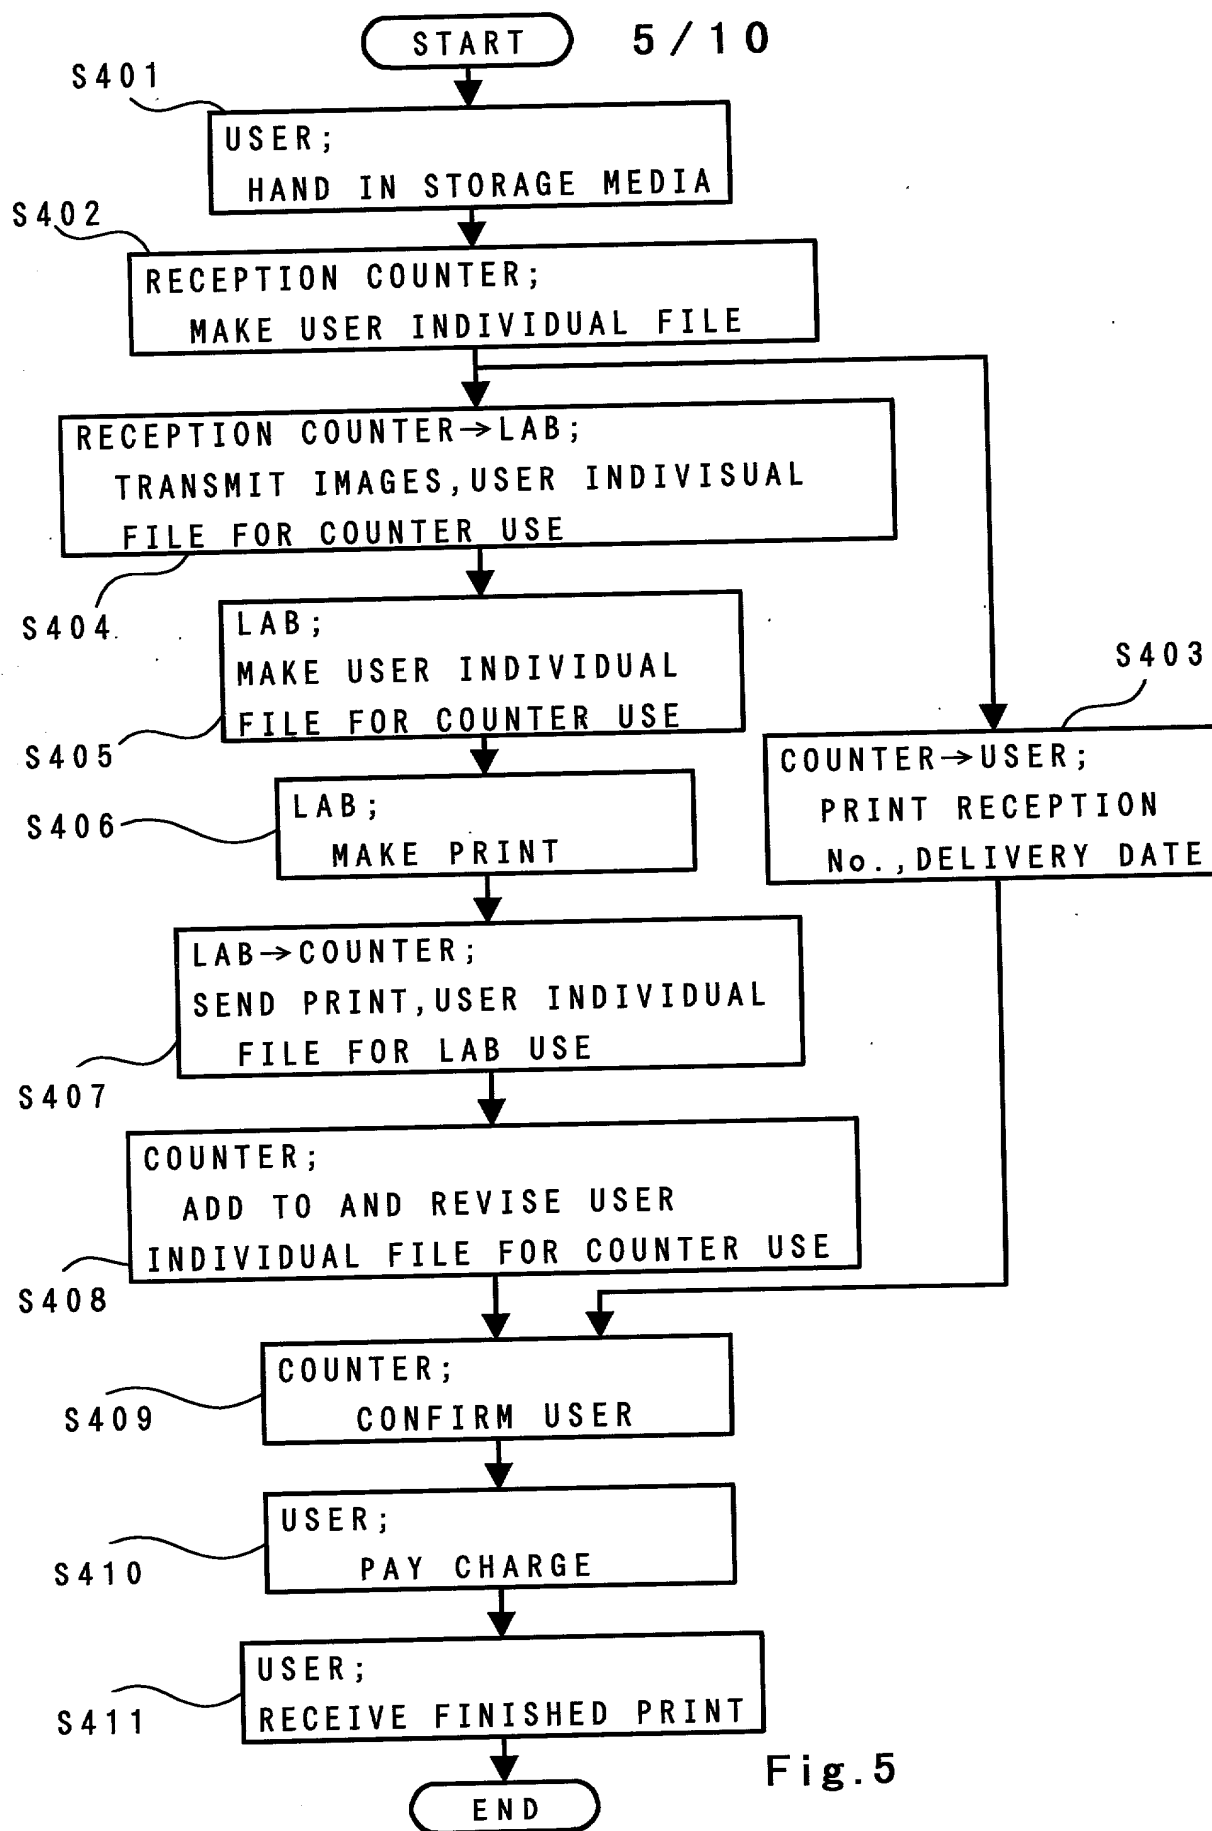 START
5/10
S401
USER;
HAND IN STORAGE MEDIA
S402
RECEPTION COUNTER;
MAKE USER INDIVIDUAL FILE
RECEPTION COUNTER→LAB;
TRANSMIT IMAGES,USER INDIVISUAL
FILE FOR COUNTER USE
S404
LAB;
MAKE USER INDIVIDUAL
FILE FOR COUNTER USE
S405
S403
COUNTER→USER;
PRINT RECEPTION
No.,DELIVERY DATE
S406
LAB;
MAKE PRINT
LAB→COUNTER;
SEND PRINT,USER INDIVIDUAL
FILE FOR LAB USE
S407
COUNTER;
ADD TO AND REVISE USER
INDIVIDUAL FILE FOR COUNTER USE
S408
COUNTER;
CONFIRM USER
S409
USER;
PAY CHARGE
S410
USER;
RECEIVE FINISHED PRINT
S411
Fig.5
END